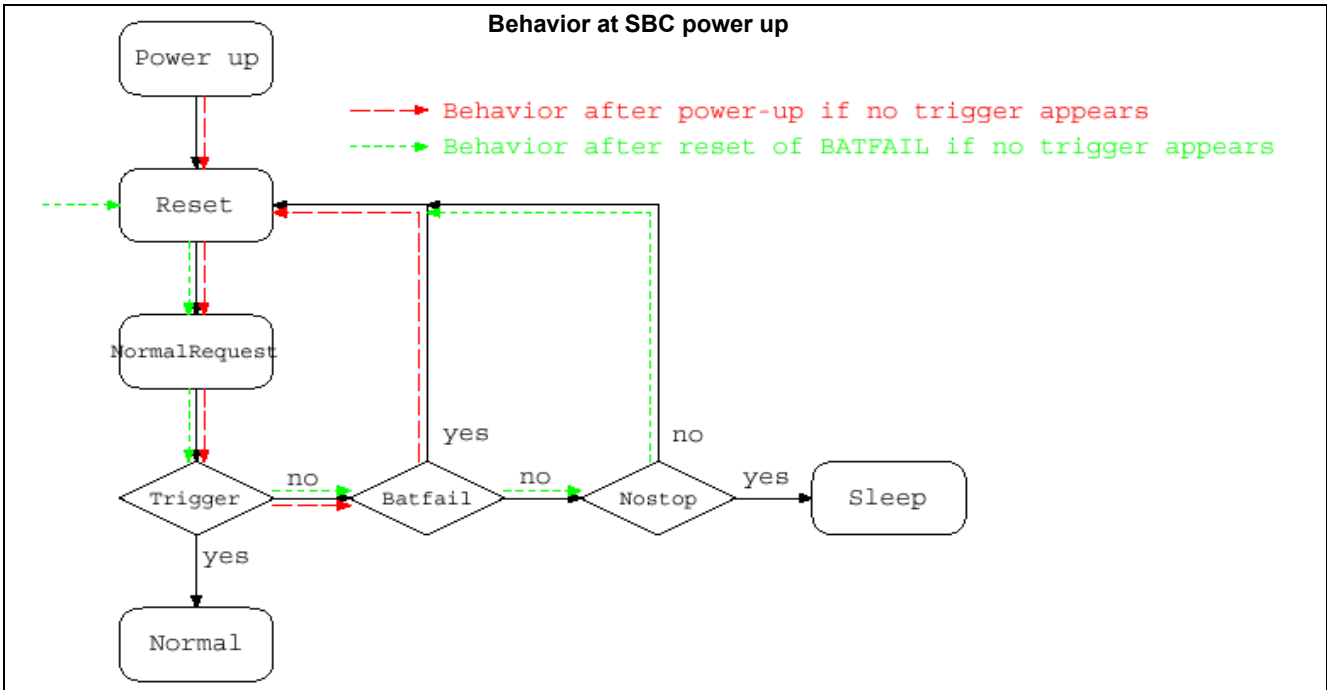 Behavior at SBC power up
Power up
Behavior after power-up if no trigger appears
Behavior after reset of BATFAIL if no trigger appears
Reset
NormalRequest
yes
no
Trigger
no
Batfail
no
Nostop
yes
Sleep
yes
Normal